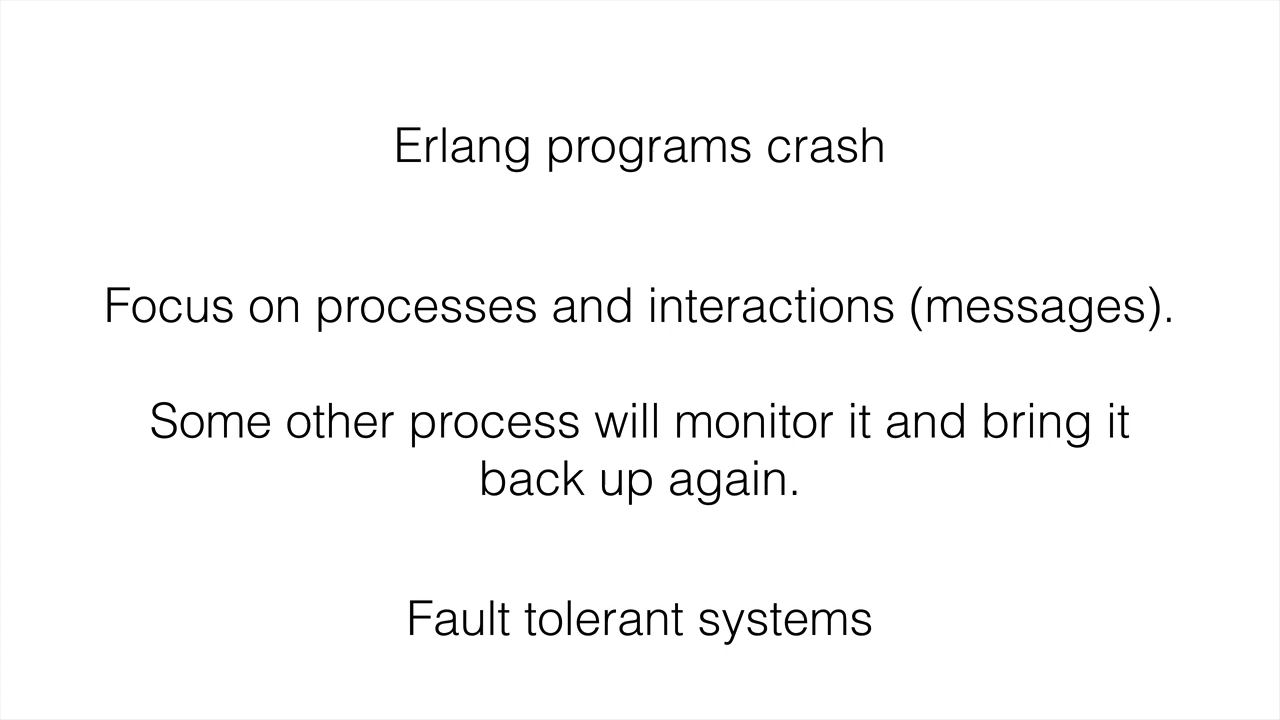 Erlang programs crash
Focus on processes and interactions (messages).
Some other process will monitor it and bring it
back up again.
Fault tolerant systems